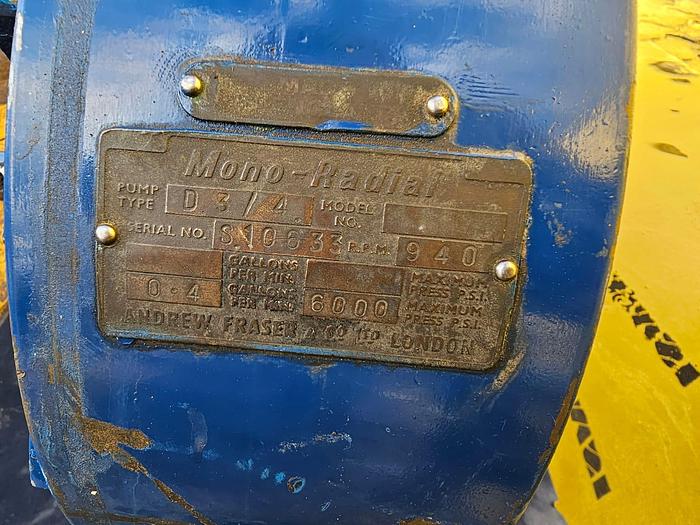 Mono-Radial
PUMP TYPE D 3/4 MODEL NO.
SERIAL NO. S10633 R.P.M. 940
GALLONS PER MIN. MAXIMUM PRESS P.S.I.
0·4 GALLONS PER MIN. 6000 MAXIMUM PRESS P.S.I.
ANDREW FRASER & CO LTD LONDON